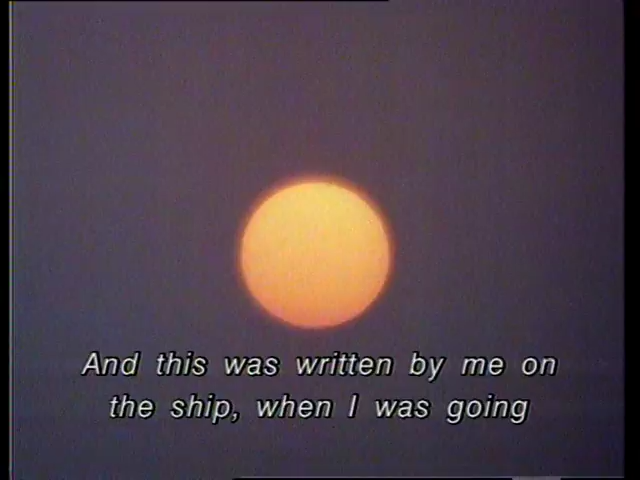 And this was written by me on
the ship, when I was going